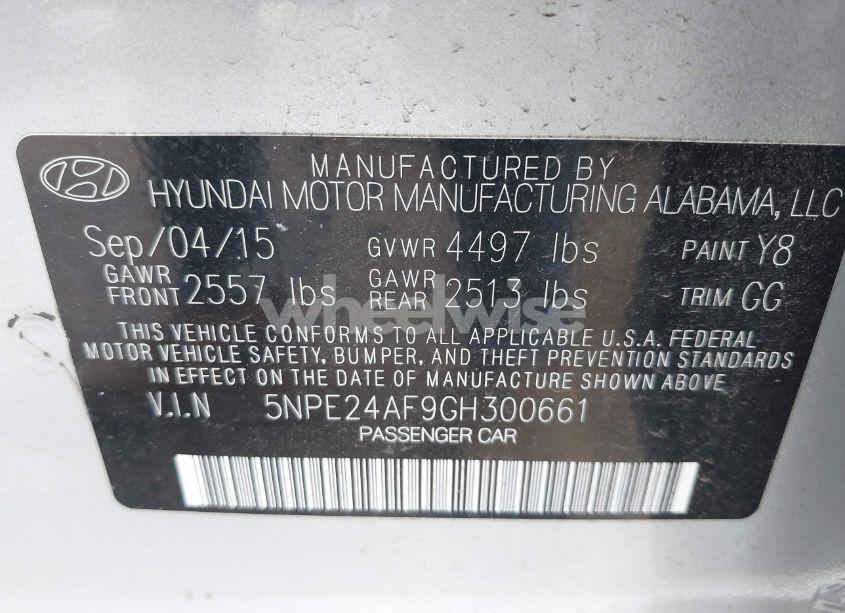 MANUFACTURED BY
HYUNDAI MOTOR MANUFACTURING ALABAMA, LLC
Sep/04/15 GVWR 4497 lbs PAINT Y8
GAWR FRONT 2557 lbs GAWR REAR 2513 lbs TRIM GG
wheelwise
THIS VEHICLE CONFORMS TO ALL APPLICABLE U.S.A. FEDERAL
MOTOR VEHICLE SAFETY, BUMPER, AND THEFT PREVENTION STANDARDS
IN EFFECT ON THE DATE OF MANUFACTURE SHOWN ABOVE.
V.I.N 5NPE24AF9GH300661
PASSENGER CAR